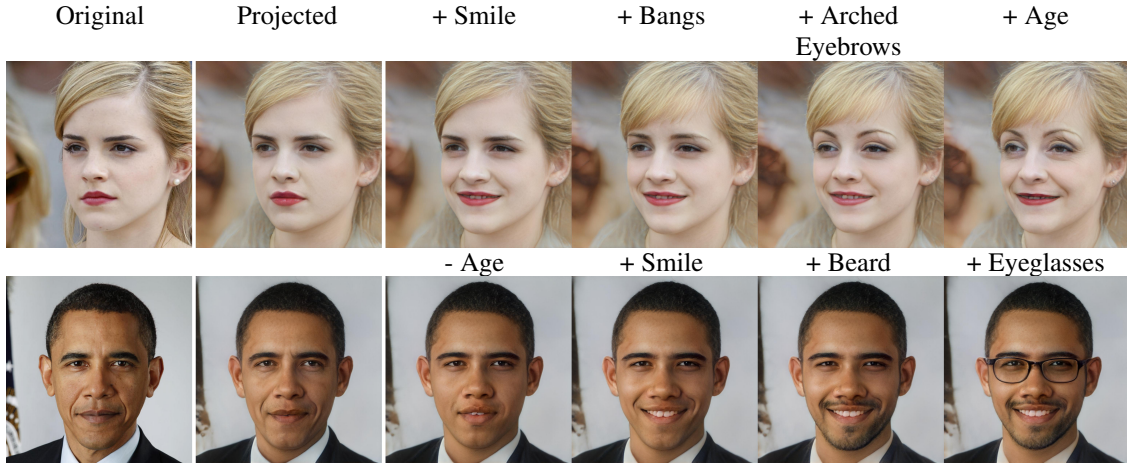 Original Projected + Smile + Bangs + Arched + Age
Eyebrows
- Age + Smile + Beard + Eyeglasses